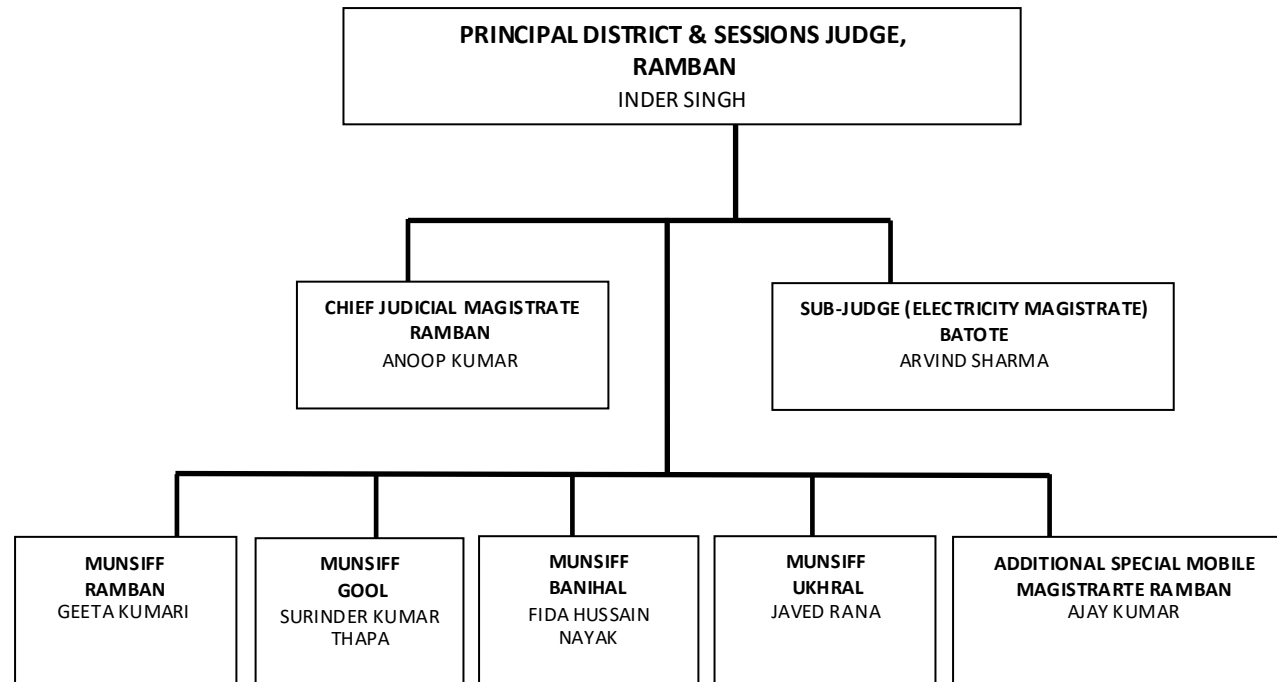 PRINCIPAL DISTRICT & SESSIONS JUDGE,
RAMBAN
INDER SINGH
CHIEF JUDICIAL MAGISTRATE
RAMBAN
ANOOP KUMAR
SUB-JUDGE (ELECTRICITY MAGISTRATE)
BATOTE
ARVIND SHARMA
MUNSIFF
RAMBAN
GEETA KUMARI
MUNSIFF
GOOL
SURINDER KUMAR
THAPA
MUNSIFF
BANIHAL
FIDA HUSSAIN
NAYAK
MUNSIFF
UKHRAL
JAVED RANA
ADDITIONAL SPECIAL MOBILE
MAGISTRARTE RAMBAN
AJAY KUMAR